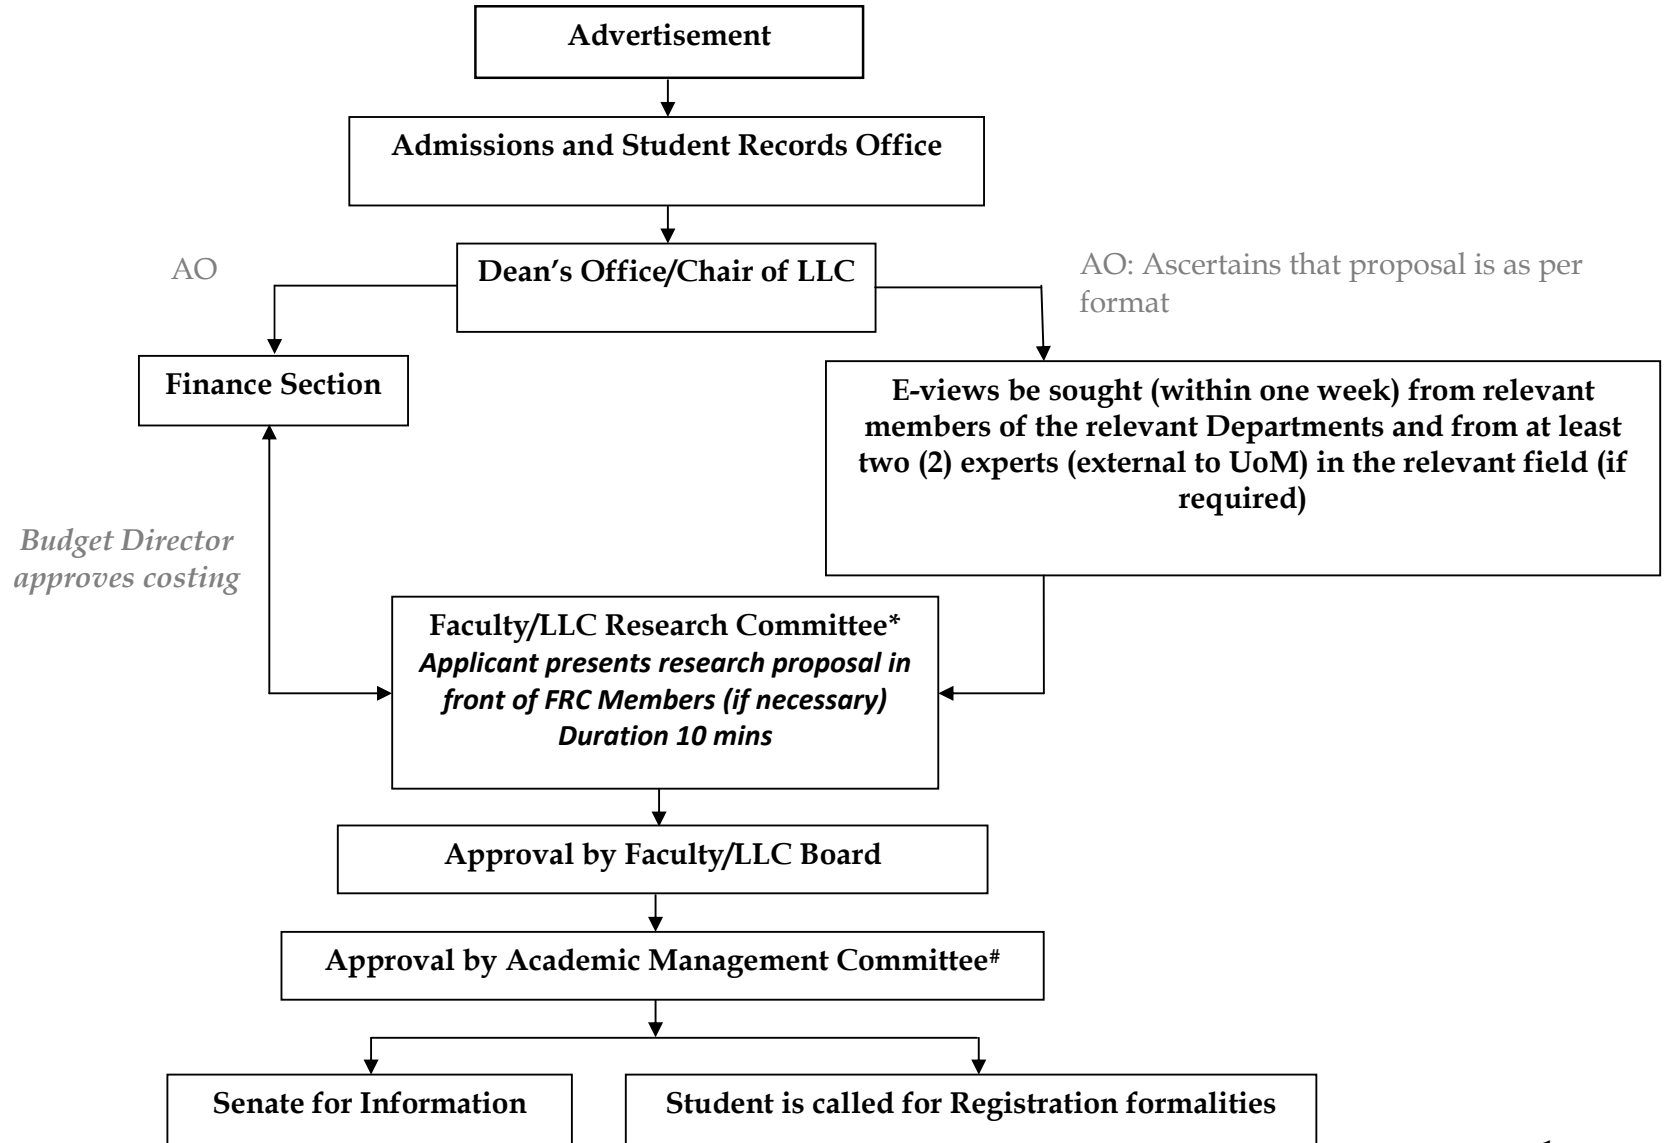 Advertisement
Admissions and Student Records Office
AO
Dean’s Office/Chair of LLC
AO: Ascertains that proposal is as per
format
Finance Section
E-views be sought (within one week) from relevant
members of the relevant Departments and from at least
two (2) experts (external to UoM) in the relevant field (if
required)
Budget Director
approves costing
Faculty/LLC Research Committee*
Applicant presents research proposal in
front of FRC Members (if necessary)
Duration 10 mins
Approval by Faculty/LLC Board
Approval by Academic Management Committee#
Senate for Information
Student is called for Registration formalities